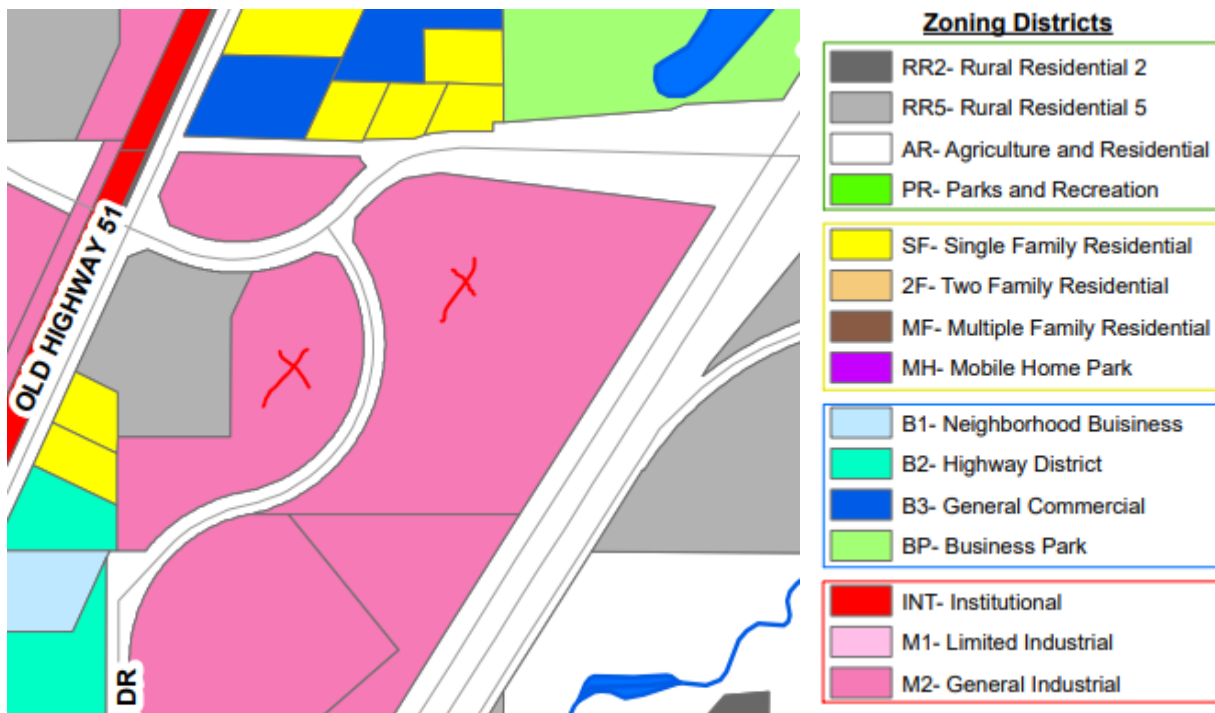 OLD HIGHWAY 51
DR
Zoning Districts
RR2- Rural Residential 2
RR5- Rural Residential 5
AR- Agriculture and Residential
PR- Parks and Recreation
SF- Single Family Residential
2F- Two Family Residential
MF- Multiple Family Residential
MH- Mobile Home Park
B1- Neighborhood Buisiness
B2- Highway District
B3- General Commercial
BP- Business Park
INT- Institutional
M1- Limited Industrial
M2- General Industrial